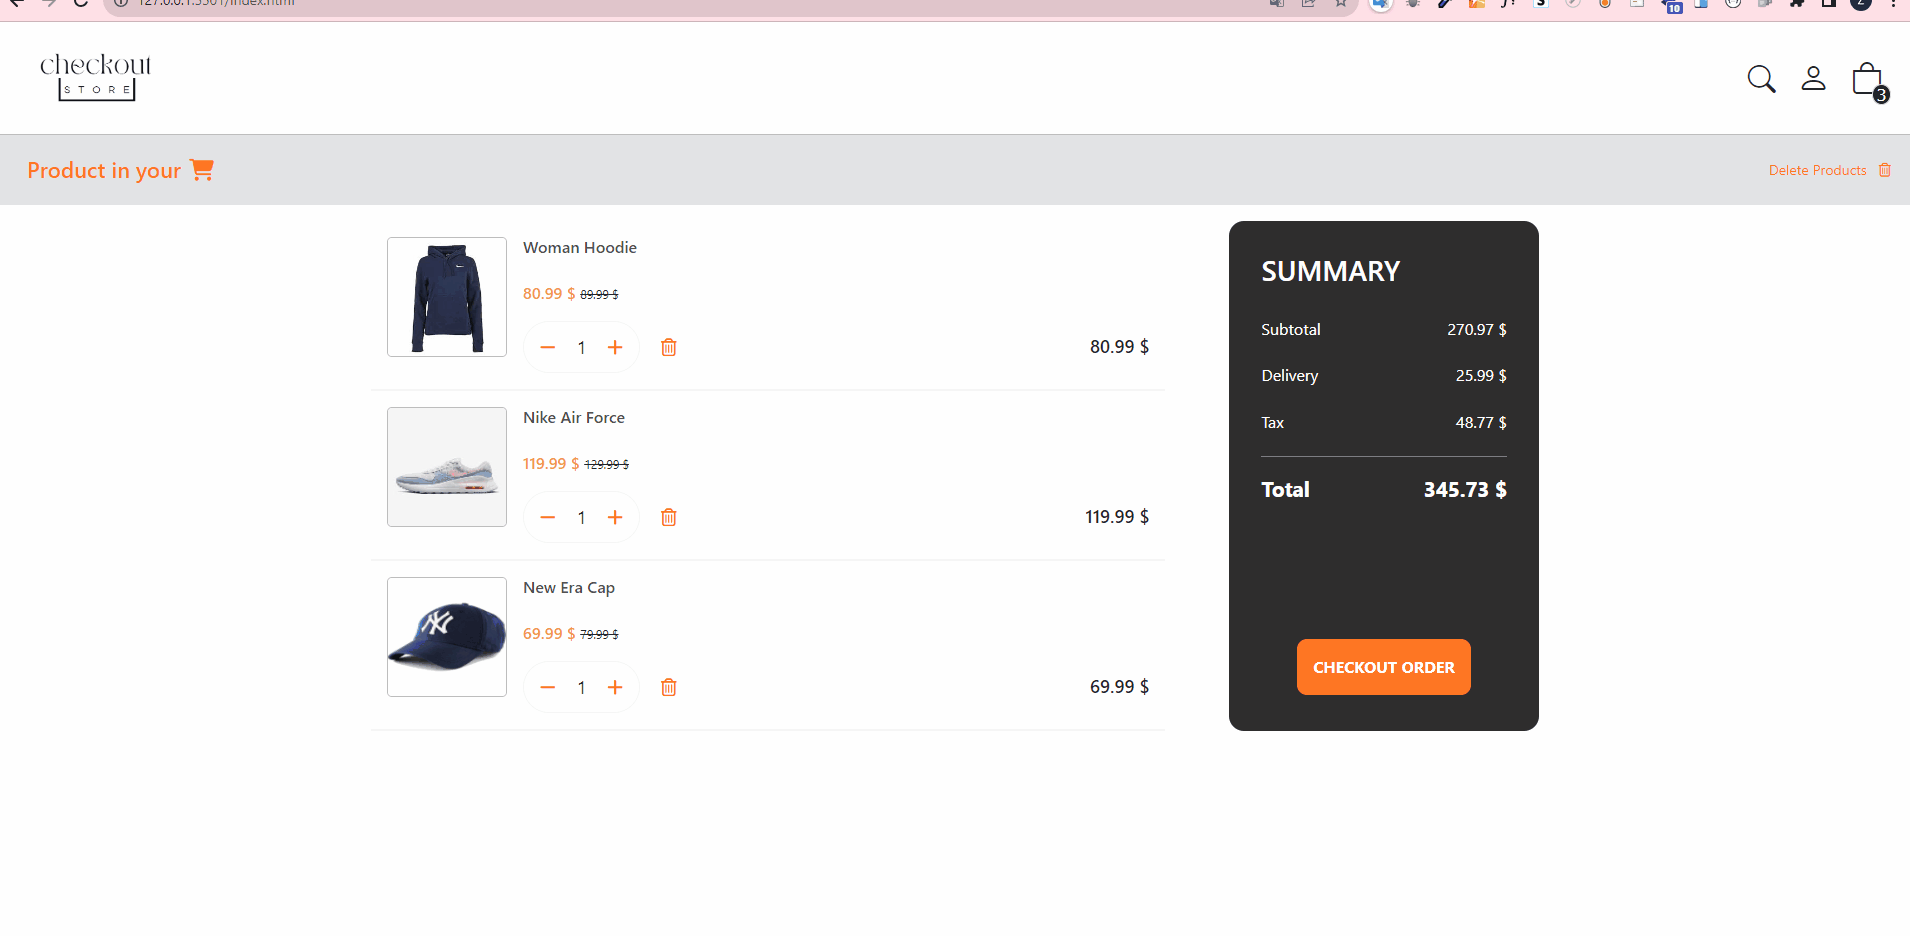 127.0.0.1:5501/index.html
10
Z
checkout
STORE
3
Product in your
Delete Products
Woman Hoodie
80.99 $ 89.99 $
1
80.99 $
Nike Air Force
119.99 $ 129.99 $
1
119.99 $
New Era Cap
69.99 $ 79.99 $
1
69.99 $
SUMMARY
Subtotal 270.97 $
Delivery 25.99 $
Tax 48.77 $
Total 345.73 $
CHECKOUT ORDER